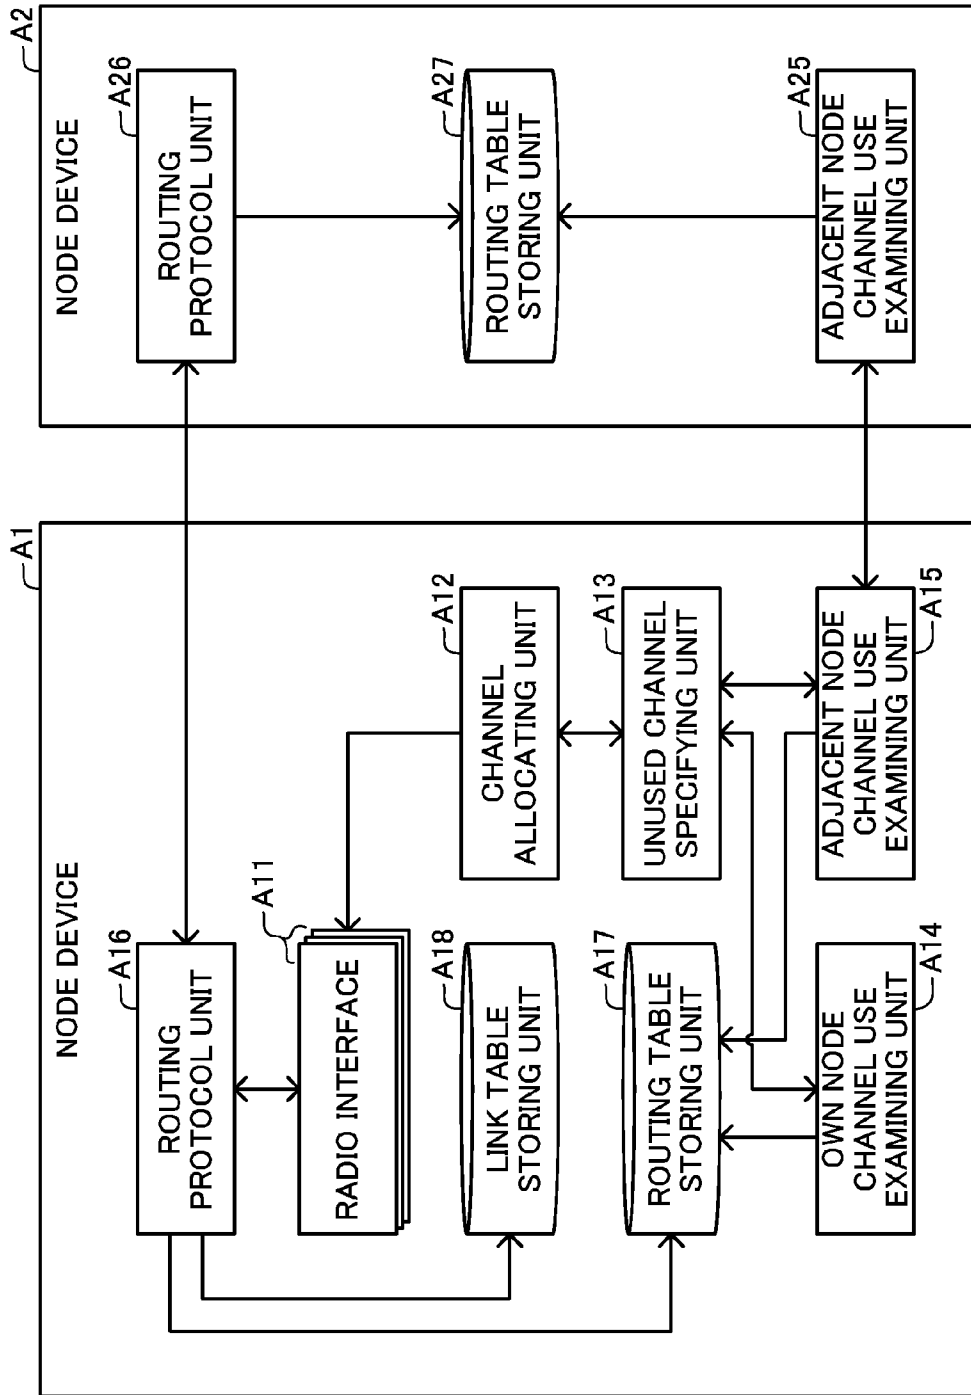 NODE DEVICE
A1
ROUTING
PROTOCOL UNIT
A16
RADIO INTERFACE
A11
LINK TABLE
STORING UNIT
A18
CHANNEL
ALLOCATING UNIT
A12
ROUTING TABLE
STORING UNIT
A17
UNUSED CHANNEL
SPECIFYING UNIT
A13
OWN NODE
CHANNEL USE
EXAMINING UNIT
A14
ADJACENT NODE
CHANNEL USE
EXAMINING UNIT
A15
NODE DEVICE
A2
ROUTING
PROTOCOL UNIT
A26
ROUTING TABLE
STORING UNIT
A27
ADJACENT NODE
CHANNEL USE
EXAMINING UNIT
A25